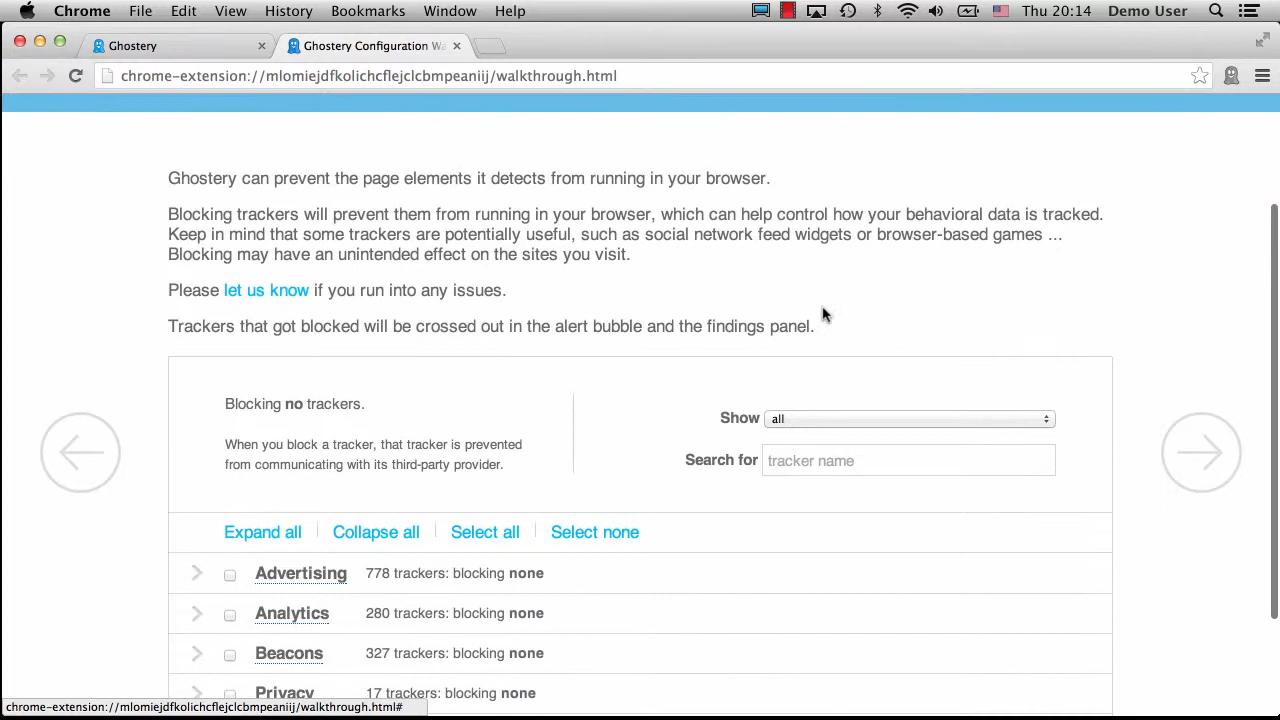 Chrome File Edit View History Bookmarks Window Help Thu 20:14 Demo User
Ghostery
Ghostery Configuration Wa
chrome-extension://mlomiejdfkolichcflejclcbmpeaniij/walkthrough.html
Ghostery can prevent the page elements it detects from running in your browser.
Blocking trackers will prevent them from running in your browser, which can help control how your behavioral data is tracked.
Keep in mind that some trackers are potentially useful, such as social network feed widgets or browser-based games ...
Blocking may have an unintended effect on the sites you visit.
Please let us know if you run into any issues.
Trackers that got blocked will be crossed out in the alert bubble and the findings panel.
Blocking no trackers.
When you block a tracker, that tracker is prevented
from communicating with its third-party provider.
Show all
Search for tracker name
Expand all Collapse all Select all Select none
Advertising 778 trackers: blocking none
Analytics 280 trackers: blocking none
Beacons 327 trackers: blocking none
Privacy 17 trackers: blocking none
chrome-extension://mlomiejdfkolichcflejclcbmpeaniij/walkthrough.html#